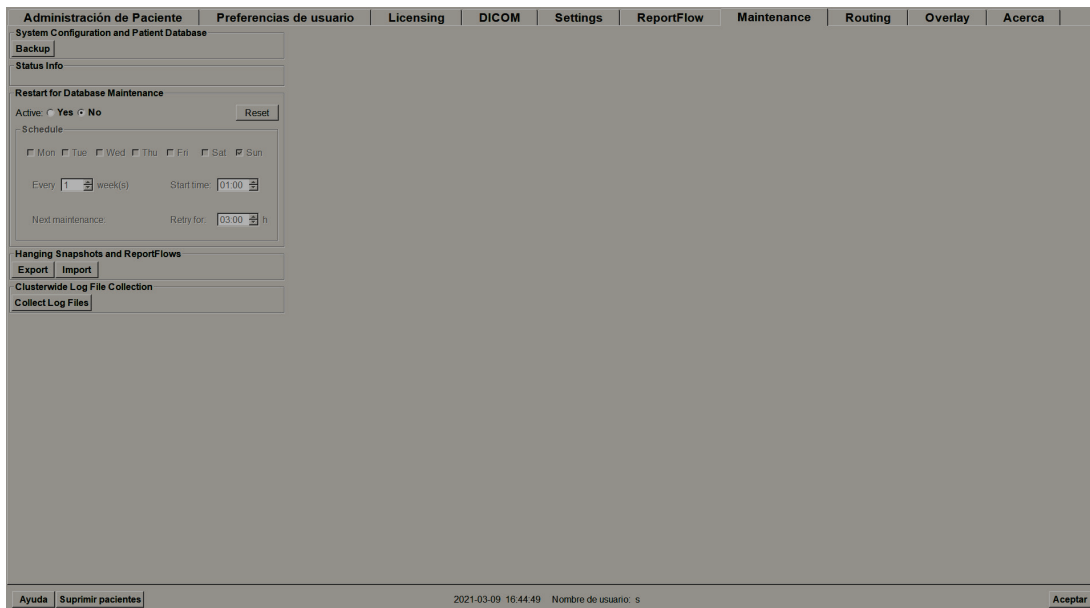 Administración de Paciente Preferencias de usuario Licensing DICOM Settings ReportFlow Maintenance Routing Overlay Acerca
System Configuration and Patient Database
Backup
Status Info
Restart for Database Maintenance
Active: Yes No Reset
Schedule
Mon Tue Wed Thu Fri Sat Sun
Every 1 week(s) Start time: 01:00
Next maintenance: Retry for: 03:00 h
Hanging Snapshots and ReportFlows
Export Import
Clusterwide Log File Collection
Collect Log Files
Ayuda Suprimir pacientes 2021-03-09 16:44:49 Nombre de usuario: s Aceptar